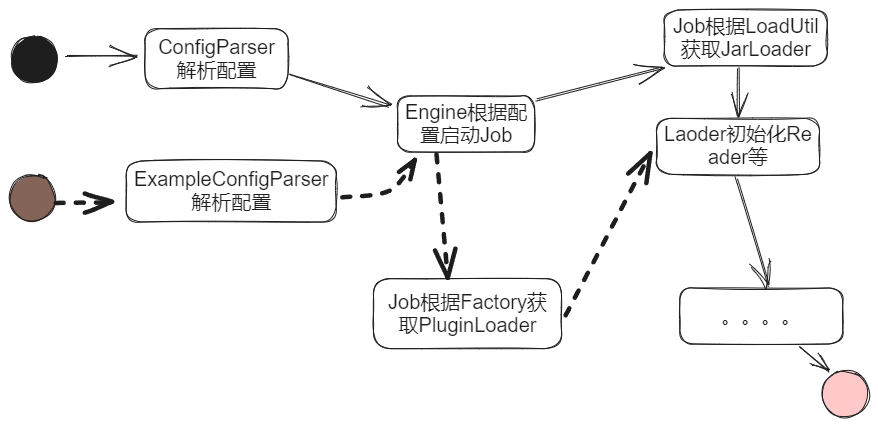 ConfigParser
解析配置
Job根据LoadUtil
获取JarLoader
Engine根据配
置启动Job
Laoder初始化Re
ader等
ExampleConfigParser
解析配置
Job根据Factory获
取PluginLoader
。。。。